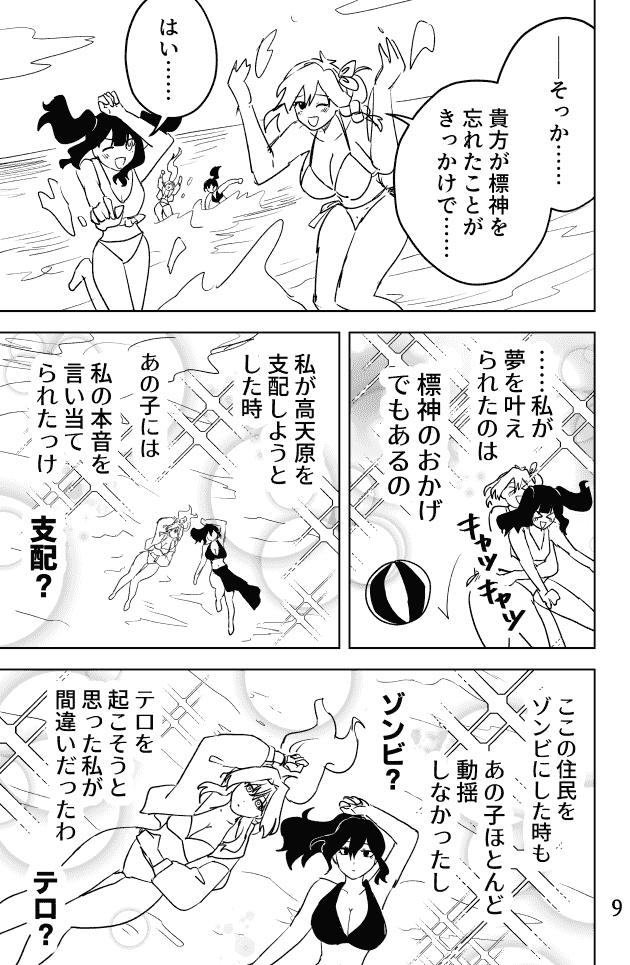 ――そっか……
貴方が標神を
忘れたことが
きっかけで……
はい……
……私が
夢を叶え
られたのは
標神のおかげ
でもあるの
キャッ
キャッ
私が高天原を
支配しようと
した時
あの子には
私の本音を
言い当て
られたっけ
支配?
ここの住民を
ゾンビにした時も
あの子ほとんど
動揺
しなかったし
ゾンビ?
テロを
起こそうと
思った私が
間違いだったわ
テロ?
9